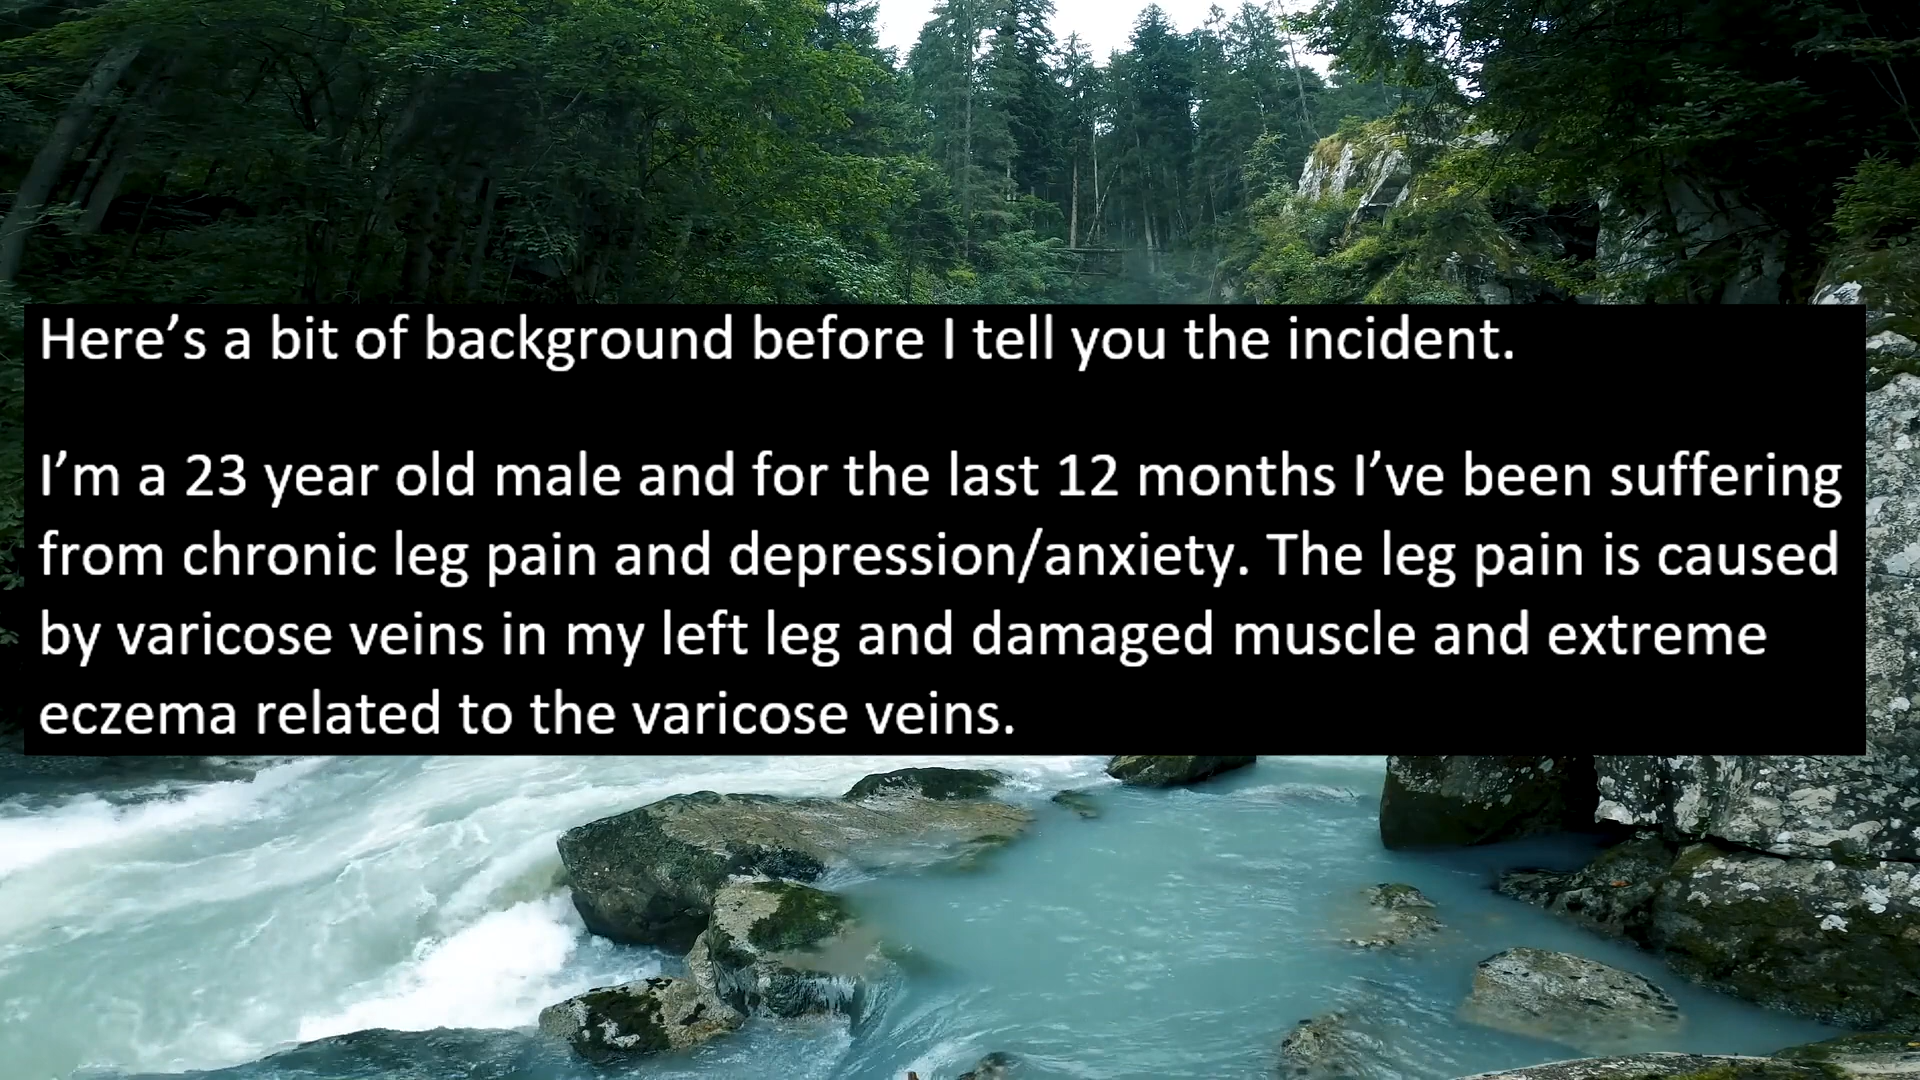 Here’s a bit of background before I tell you the incident.
I’m a 23 year old male and for the last 12 months I’ve been suffering
from chronic leg pain and depression/anxiety. The leg pain is caused
by varicose veins in my left leg and damaged muscle and extreme
eczema related to the varicose veins.